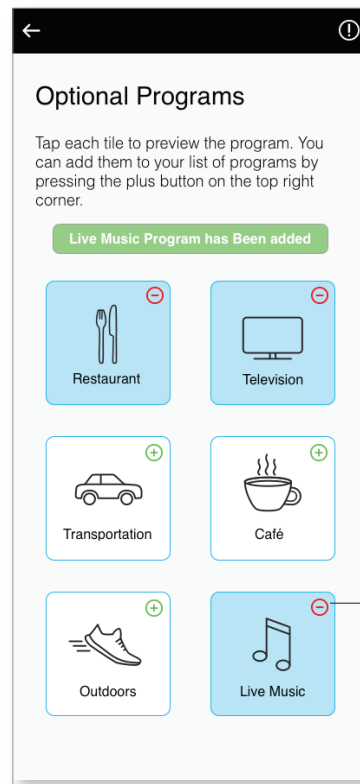 Optional Programs
Tap each tile to preview the program. You
can add them to your list of programs by
pressing the plus button on the top right
corner.
Live Music Program has Been added
Restaurant
Television
Transportation
Café
Outdoors
Live Music